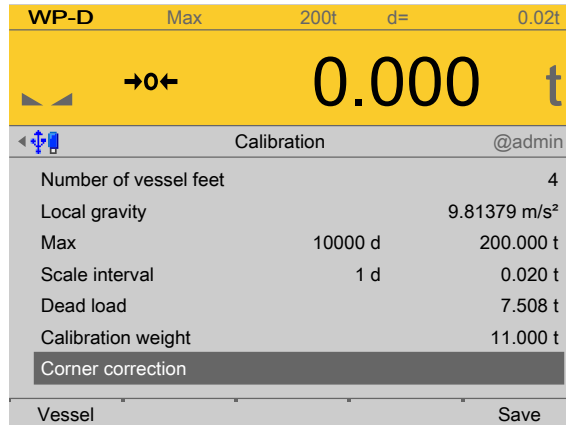 WP-D Max 200t d= 0.02t
→0← 0.000 t
Calibration @admin
Number of vessel feet 4
Local gravity 9.81379 m/s²
Max 10000 d 200.000 t
Scale interval 1 d 0.020 t
Dead load 7.508 t
Calibration weight 11.000 t
Corner correction
Vessel Save